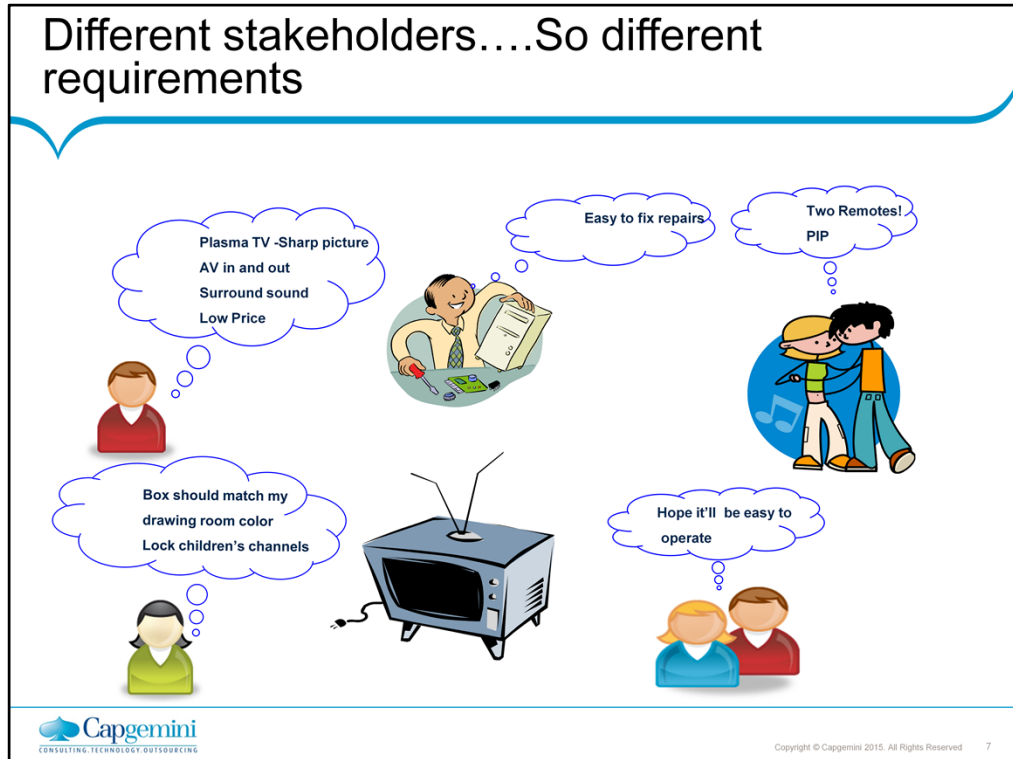 Different stakeholders….So different
requirements
Plasma TV -Sharp picture
AV in and out
Surround sound
Low Price
Easy to fix repairs
Two Remotes!
PIP
Box should match my
drawing room color
Lock children's channels
Hope it'll be easy to
operate
Capgemini
CONSULTING.TECHNOLOGY.OUTSOURCING
Copyright © Capgemini 2015. All Rights Reserved 7